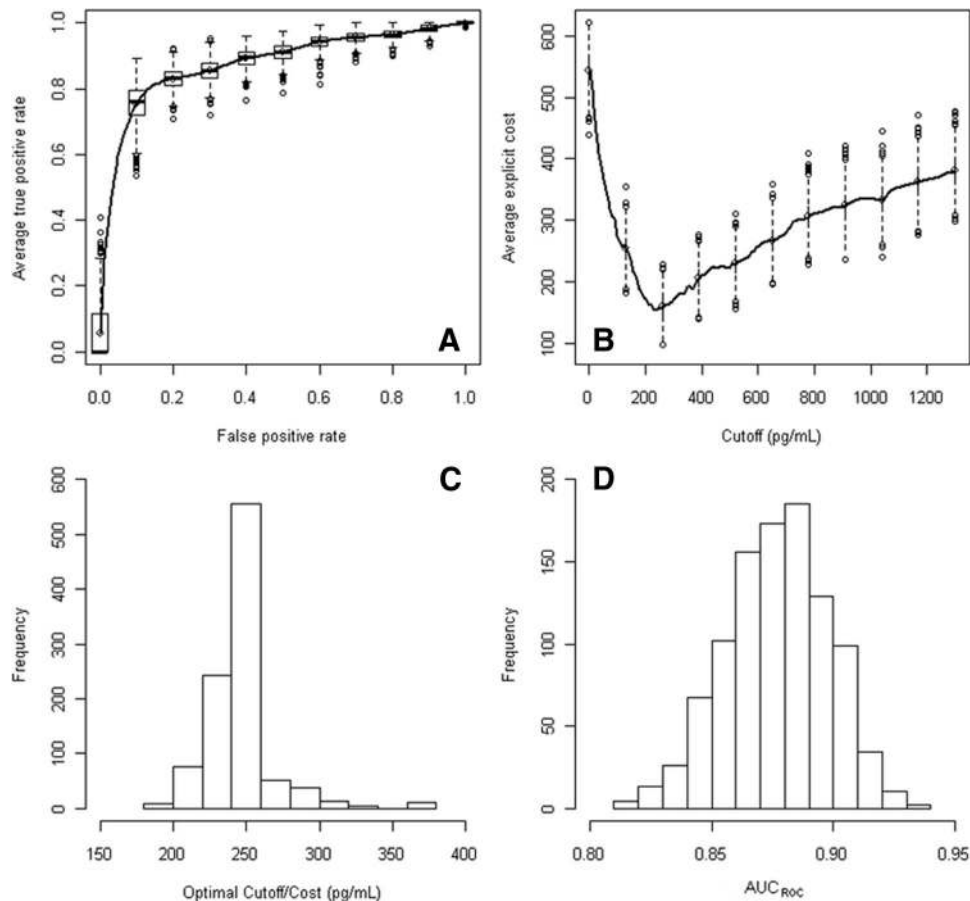 Average true positive rate
1.0
0.8
0.6
0.4
0.2
0.0
A
0.0 0.2 0.4 0.6 0.8 1.0
False positive rate
Average explicit cost
600
500
400
300
200
100
B
0 200 400 600 800 1000 1200
Cutoff (pg/mL)
Frequency
600
500
400
300
200
100
0
C
150 200 250 300 350 400
Optimal Cutoff/Cost (pg/mL)
Frequency
200
150
100
50
0
D
0.80 0.85 0.90 0.95
AUCROC